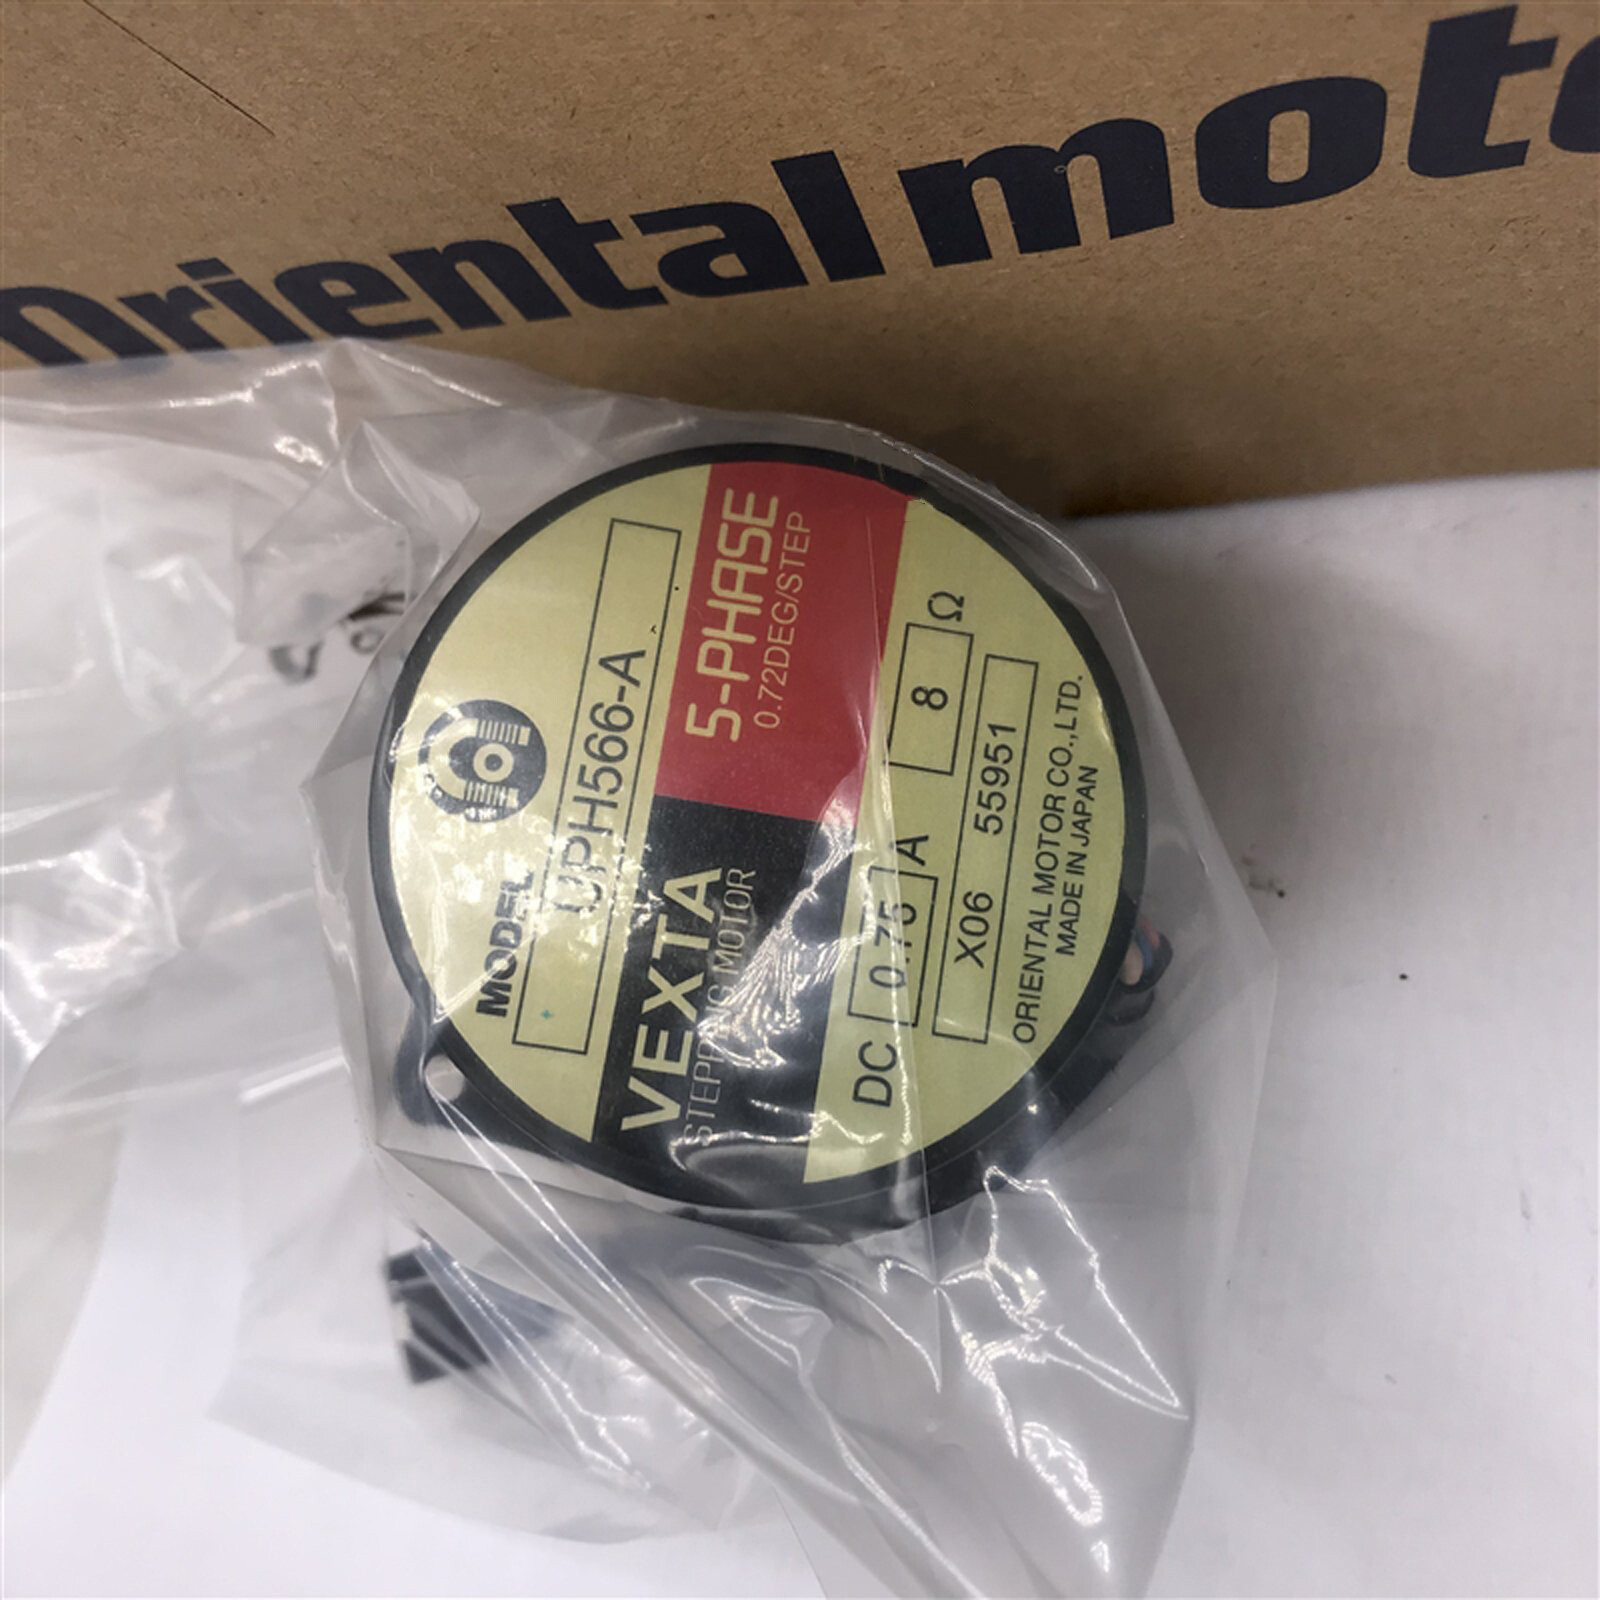 Orientalmoto
MODEL
UPH566-A
VEXTA
STEPPING MOTOR
5-PHASE
0.72DEG/STEP
DC 0.75 A 8 Ω
X06 55951
ORIENTAL MOTOR CO.,LTD.
MADE IN JAPAN